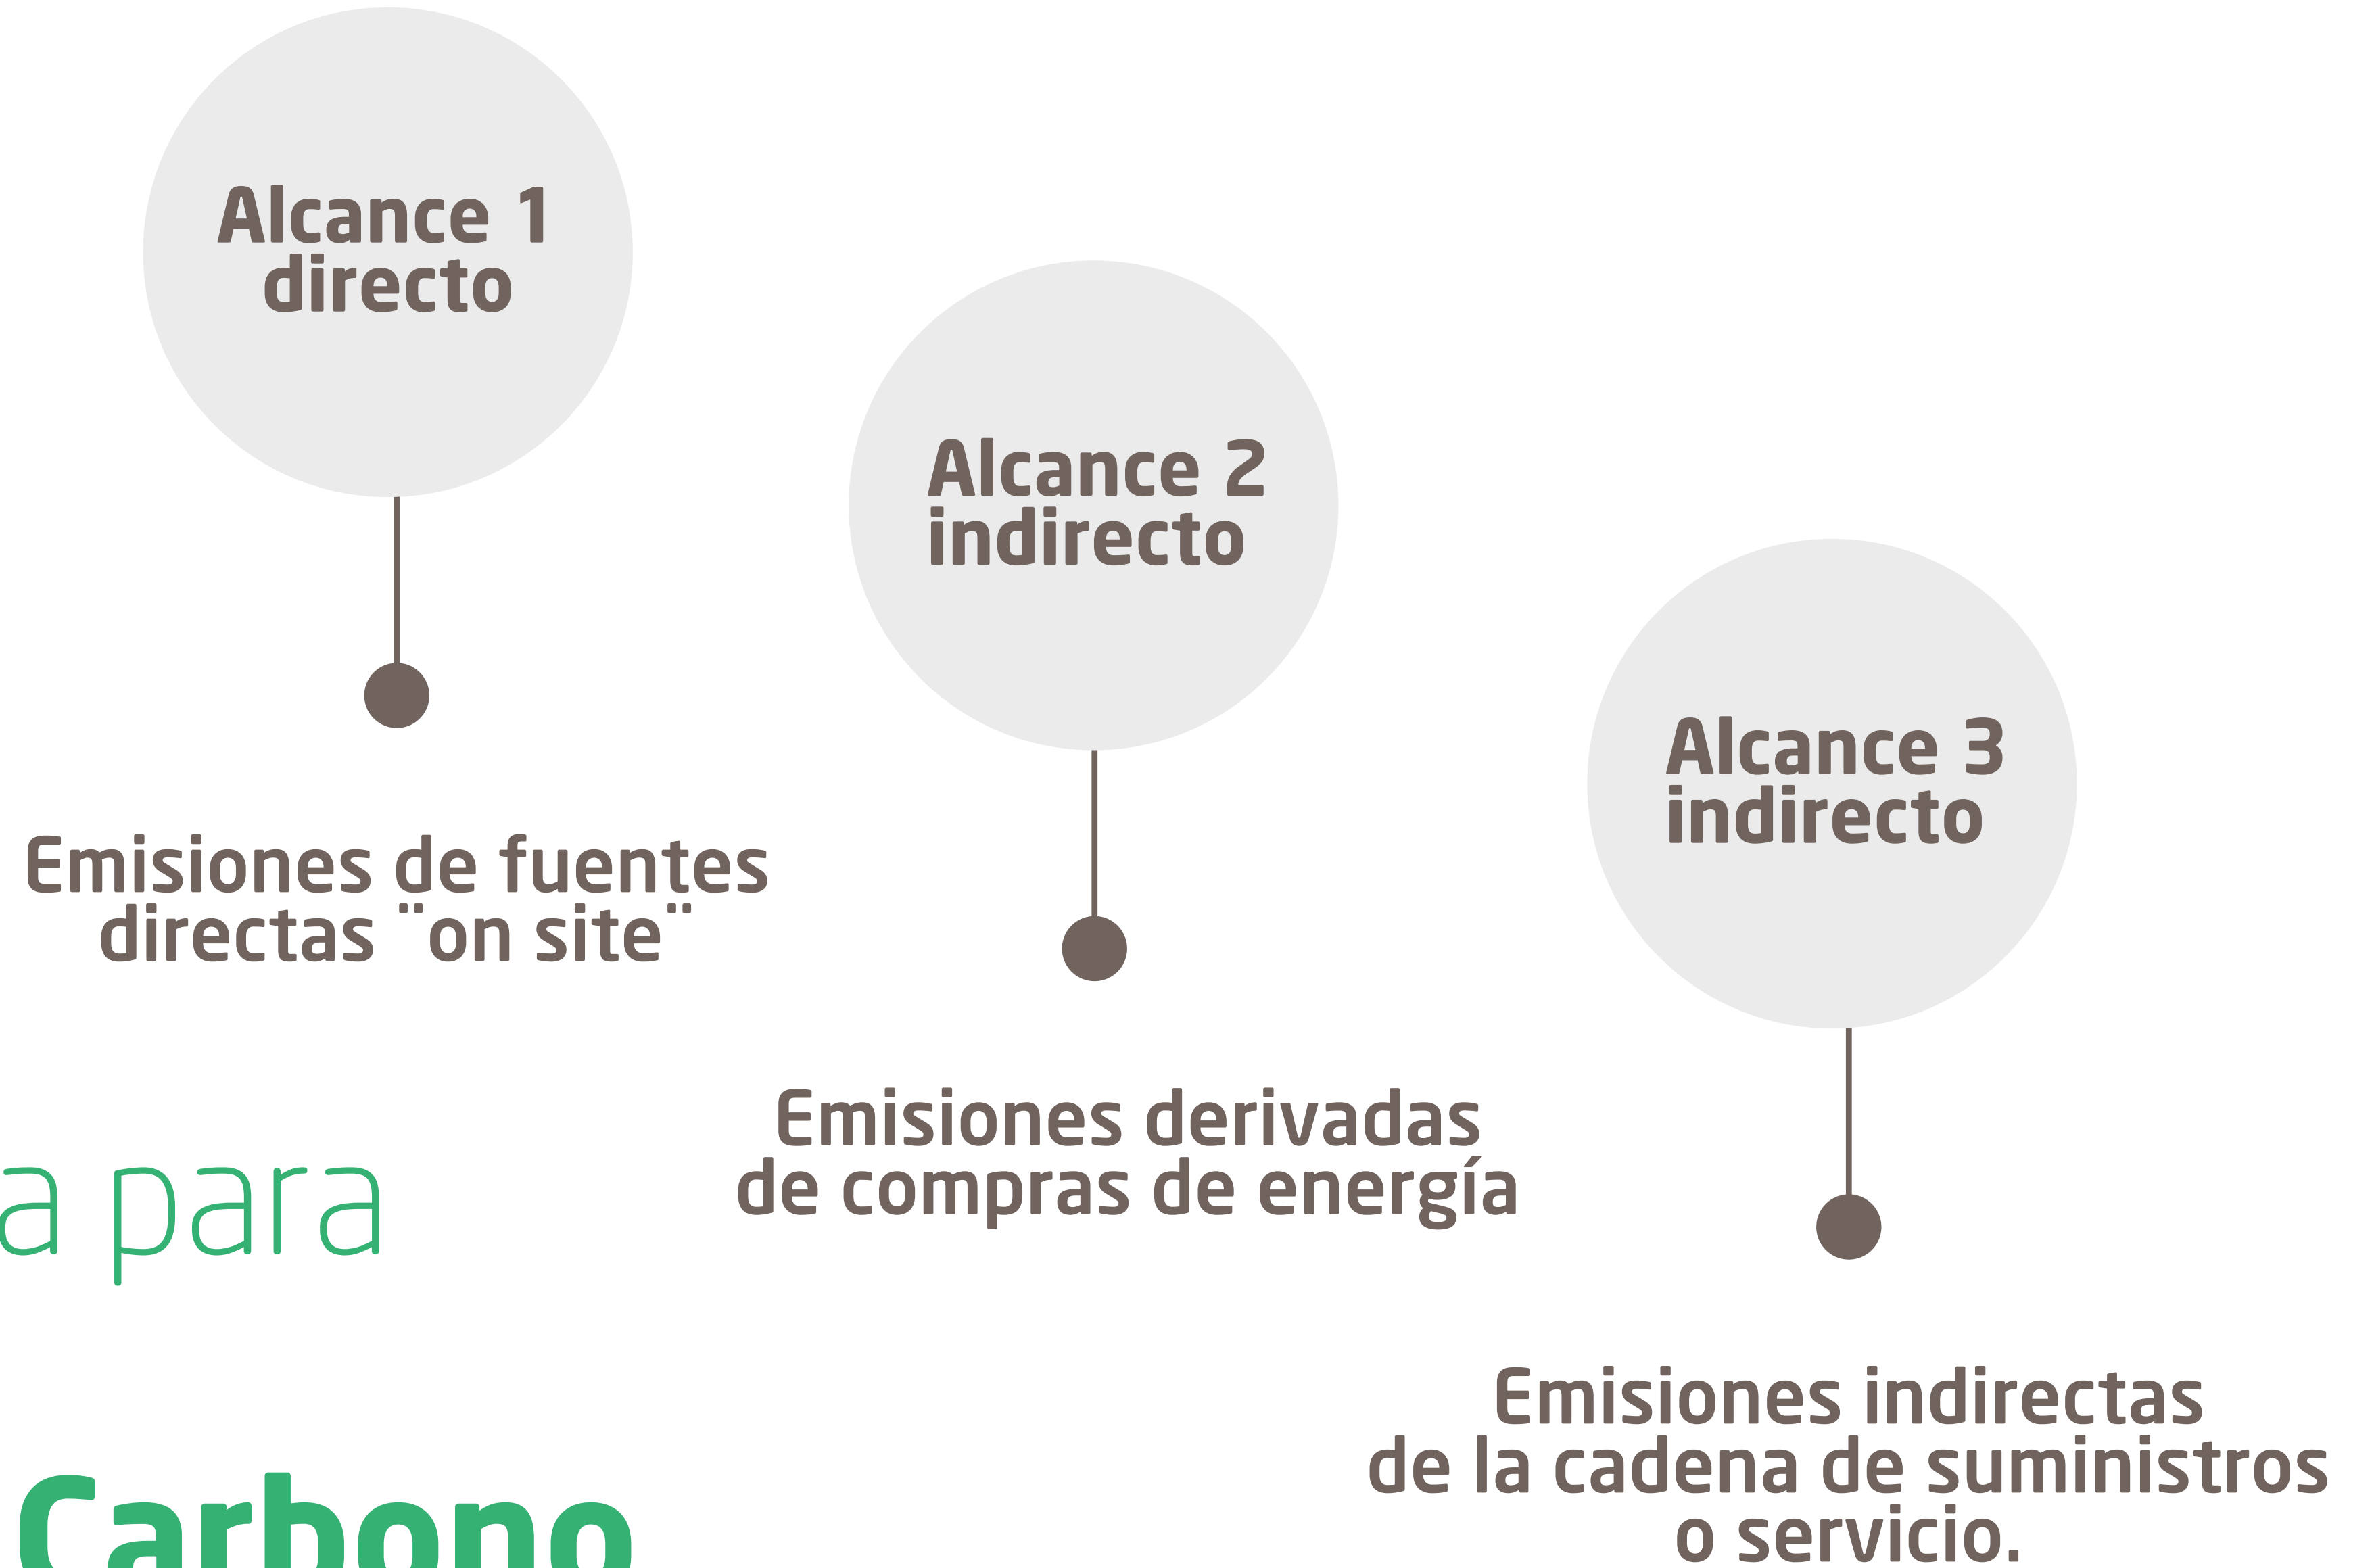 Alcance 1
directo
Alcance 2
indirecto
Alcance 3
indirecto
Emisiones de fuentes
directas ¨on site¨
Emisiones derivadas
de compras de energía
a para
Emisiones indirectas
de la cadena de suministros
o servicio.
Carbono